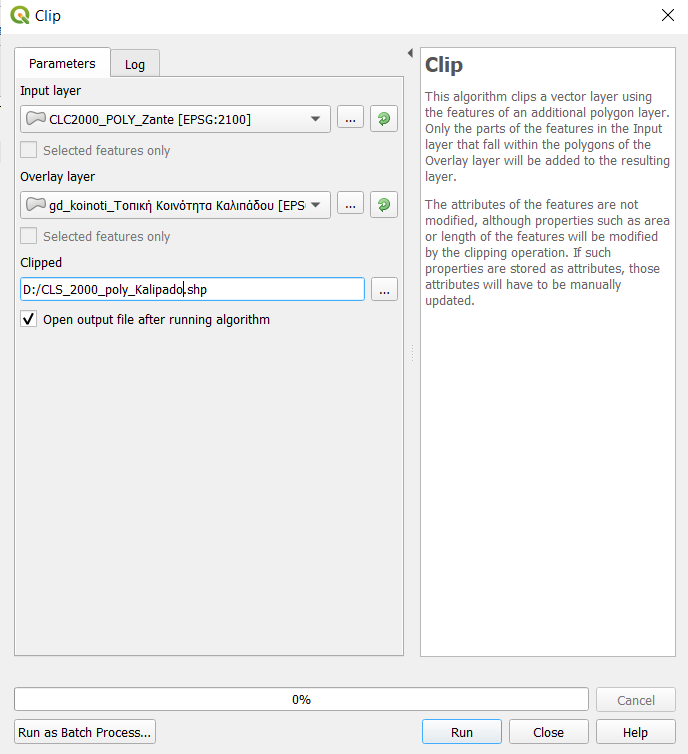 Clip
Parameters
Log
Input layer
CLC2000_POLY_Zante [EPSG:2100]
...
Selected features only
Overlay layer
gd_koinoti_Τοπική Κοινότητα Καλιπάδου [EPS
...
Selected features only
Clipped
D:/CLS_2000_poly_Kalipado.shp
...
Open output file after running algorithm
Clip
This algorithm clips a vector layer using
the features of an additional polygon layer.
Only the parts of the features in the Input
layer that fall within the polygons of the
Overlay layer will be added to the resulting
layer.
The attributes of the features are not
modified, although properties such as area
or length of the features will be modified
by the clipping operation. If such
properties are stored as attributes, those
attributes will have to be manually
updated.
0%
Cancel
Run as Batch Process...
Run
Close
Help